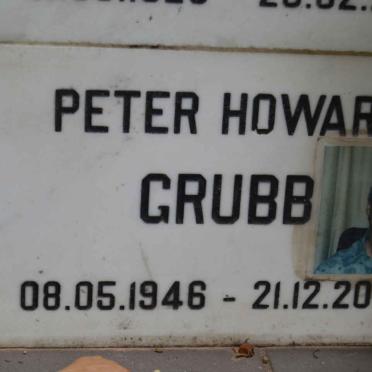 PETER HOWAR
GRUBB
08.05.1946 - 21.12.20